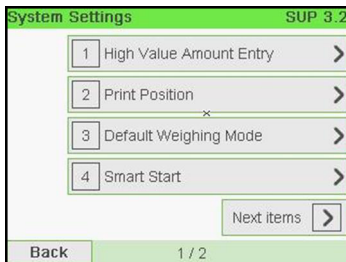 System Settings SUP 3.2
1 High Value Amount Entry >
2 Print Position >
3 Default Weighing Mode >
4 Smart Start >
Next items >
Back 1 / 2